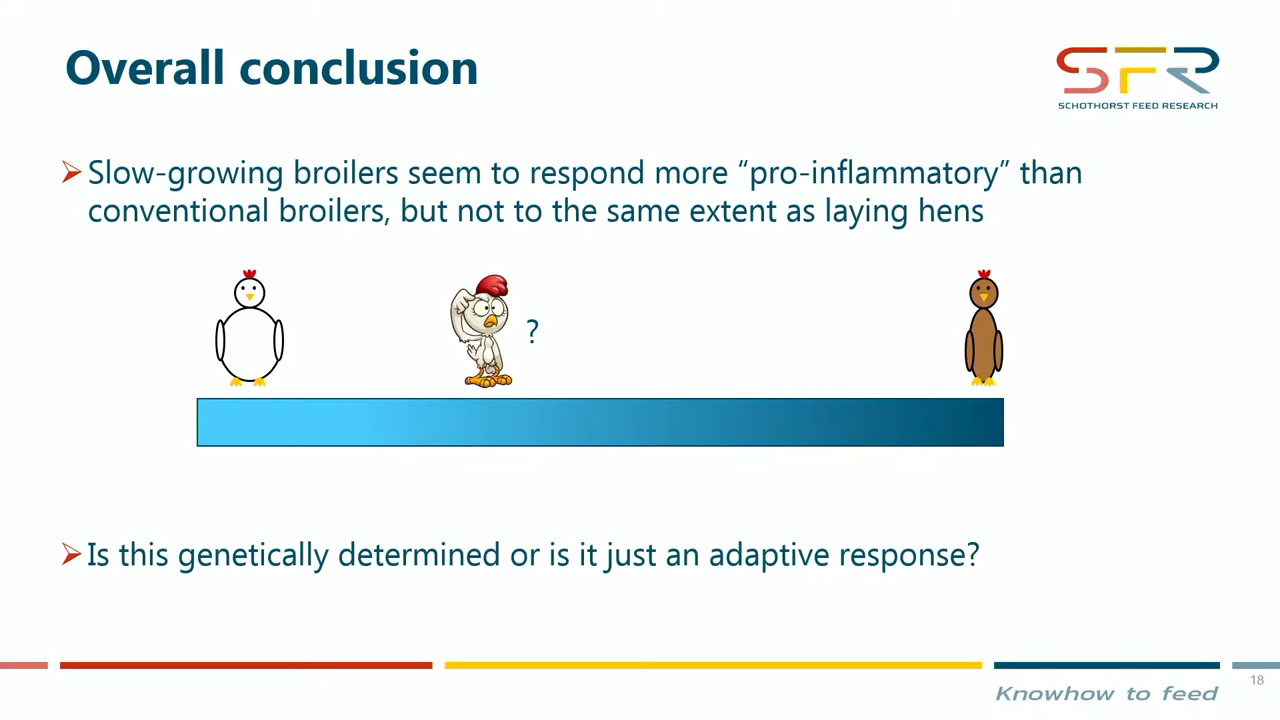 Overall conclusion
SFR
SCHOTHORST FEED RESEARCH
Slow-growing broilers seem to respond more “pro-inflammatory” than
conventional broilers, but not to the same extent as laying hens
?
Is this genetically determined or is it just an adaptive response?
18
Knowhow to feed